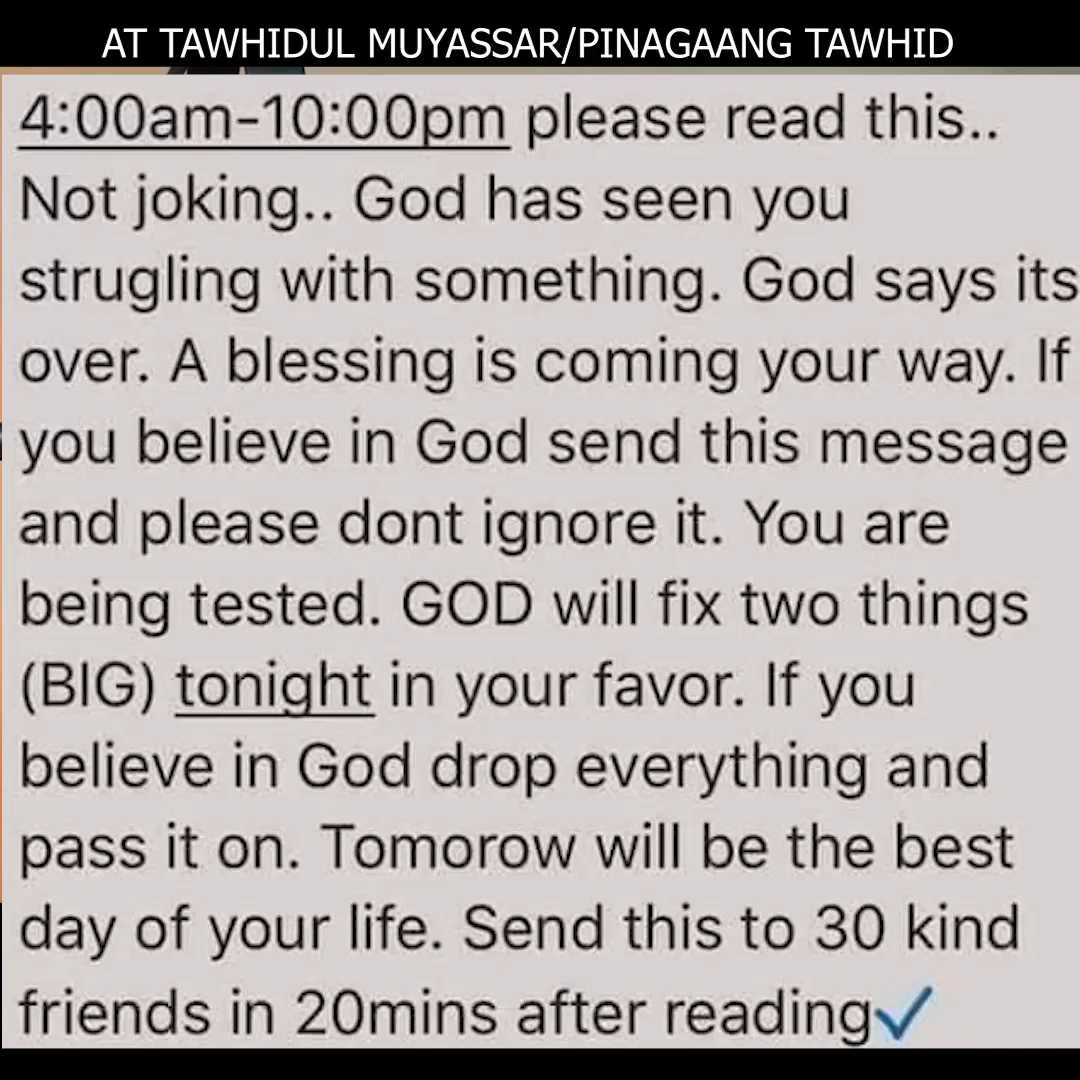 AT TAWHIDUL MUYASSAR/PINAGAANG TAWHID
4:00am-10:00pm please read this..
Not joking.. God has seen you
strugling with something. God says its
over. A blessing is coming your way. If
you believe in God send this message
and please dont ignore it. You are
being tested. GOD will fix two things
(BIG) tonight in your favor. If you
believe in God drop everything and
pass it on. Tomorow will be the best
day of your life. Send this to 30 kind
friends in 20mins after reading✓